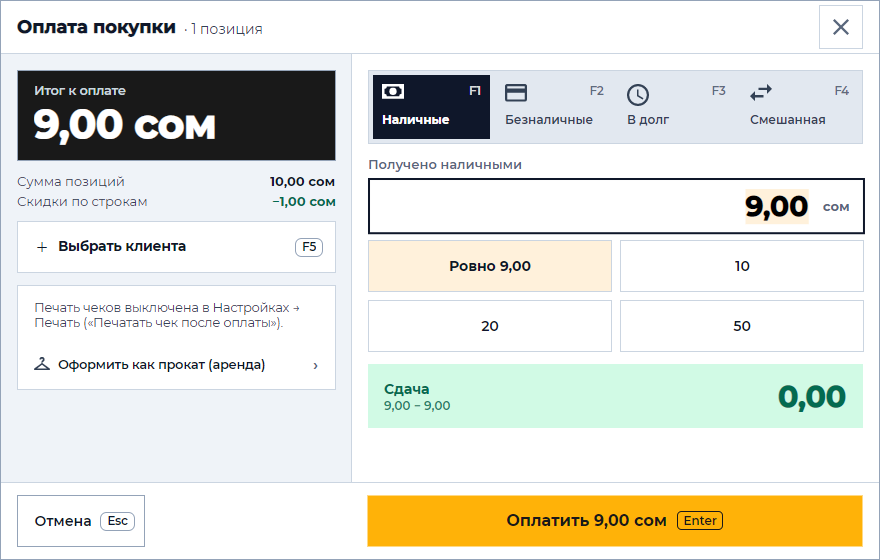 Оплата покупки · 1 позиция
Итог к оплате
9,00 сом
Сумма позиций 10,00 сом
Скидки по строкам −1,00 сом
+ Выбрать клиента F5
Печать чеков выключена в Настройках →
Печать («Печатать чек после оплаты»).
Оформить как прокат (аренда) ›
Наличные F1
Безналичные F2
В долг F3
Смешанная F4
Получено наличными
9,00 сом
Ровно 9,00
10
20
50
Сдача
9,00 − 9,00
0,00
Отмена Esc
Оплатить 9,00 сом Enter